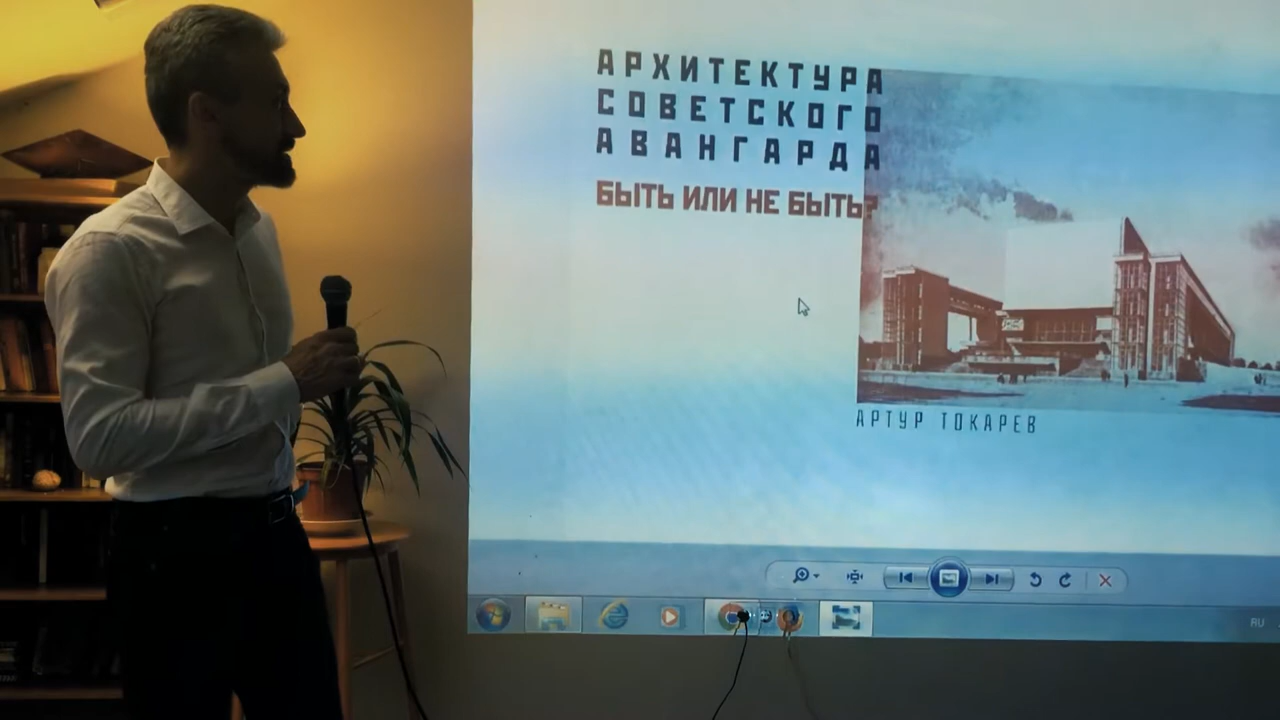 АРХИТЕКТУРА
СОВЕТСКОГО
АВАНГАРДА
БЫТЬ ИЛИ НЕ БЫТЬ?
АРТУР ТОКАРЕВ
RU